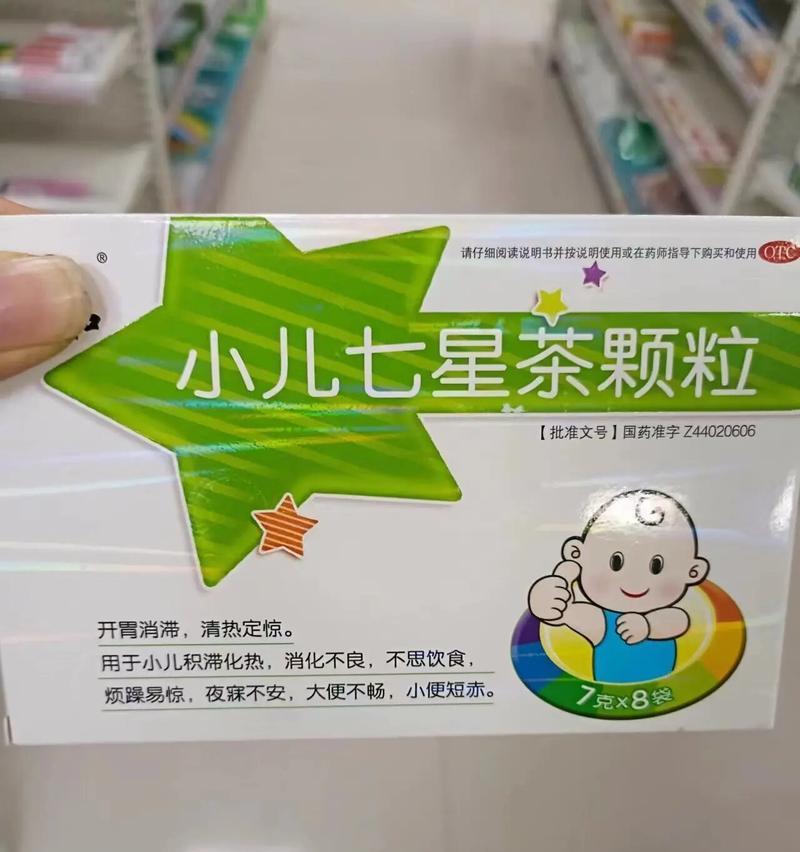 ®
请仔细阅读说明书并按说明使用或在药师指导下购买和使用
OTC
小儿七星茶颗粒
【批准文号】国药准字 Z44020606
开胃消滞，清热定惊。
用于小儿积滞化热，消化不良，不思饮食，
烦躁易惊，夜寐不安，大便不畅，小便短赤。
7克×8袋